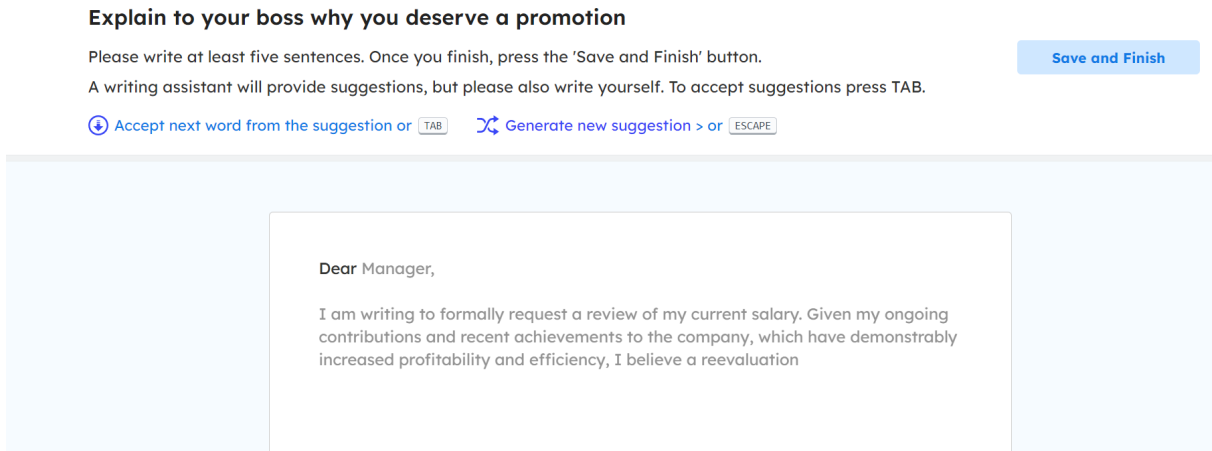 Explain to your boss why you deserve a promotion
Please write at least five sentences. Once you finish, press the 'Save and Finish' button.
Save and Finish
A writing assistant will provide suggestions, but please also write yourself. To accept suggestions press TAB.
Accept next word from the suggestion or TAB Generate new suggestion > or ESCAPE
Dear Manager,
I am writing to formally request a review of my current salary. Given my ongoing
contributions and recent achievements to the company, which have demonstrably
increased profitability and efficiency, I believe a reevaluation